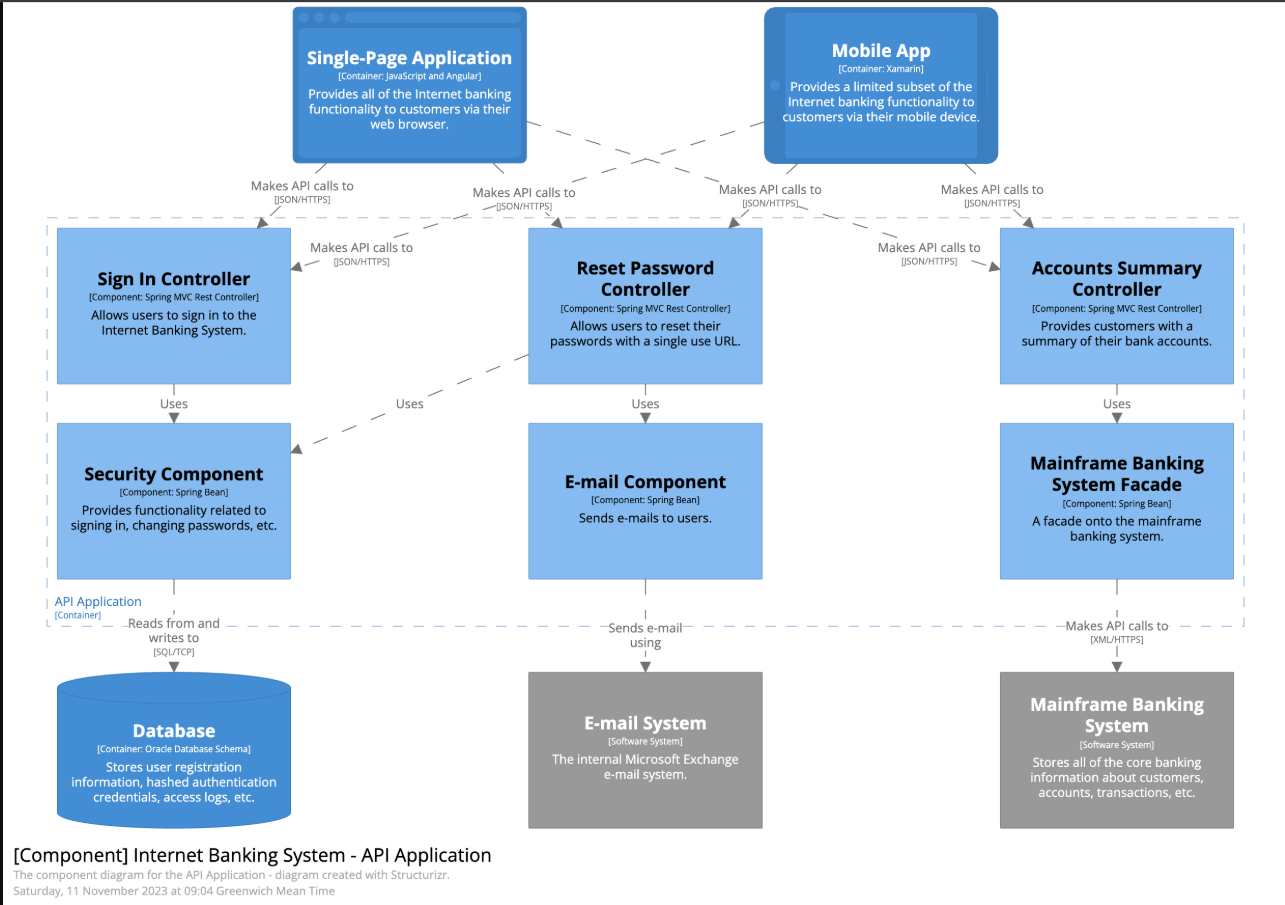 Single-Page Application
[Container: JavaScript and Angular]
Provides all of the Internet banking
functionality to customers via their
web browser.
Mobile App
[Container: Xamarin]
Provides a limited subset of the
Internet banking functionality to
customers via their mobile device.
Makes API calls to
[JSON/HTTPS]
Makes API calls to
[JSON/HTTPS]
Makes API calls to
[JSON/HTTPS]
Makes API calls to
[JSON/HTTPS]
Makes API calls to
[JSON/HTTPS]
Makes API calls to
[JSON/HTTPS]
Sign In Controller
[Component: Spring MVC Rest Controller]
Allows users to sign in to the
Internet Banking System.
Reset Password
Controller
[Component: Spring MVC Rest Controller]
Allows users to reset their
passwords with a single use URL.
Accounts Summary
Controller
[Component: Spring MVC Rest Controller]
Provides customers with a
summary of their bank accounts.
Uses
Uses
Uses
Uses
Security Component
[Component: Spring Bean]
Provides functionality related to
signing in, changing passwords, etc.
E-mail Component
[Component: Spring Bean]
Sends e-mails to users.
Mainframe Banking
System Facade
[Component: Spring Bean]
A facade onto the mainframe
banking system.
API Application
[Container]
Reads from and
writes to
[SQL/TCP]
Sends e-mail
using
Makes API calls to
[XML/HTTPS]
Database
[Container: Oracle Database Schema]
Stores user registration
information, hashed authentication
credentials, access logs, etc.
E-mail System
[Software System]
The internal Microsoft Exchange
e-mail system.
Mainframe Banking
System
[Software System]
Stores all of the core banking
information about customers,
accounts, transactions, etc.
[Component] Internet Banking System - API Application
The component diagram for the API Application - diagram created with Structurizr.
Saturday, 11 November 2023 at 09:04 Greenwich Mean Time